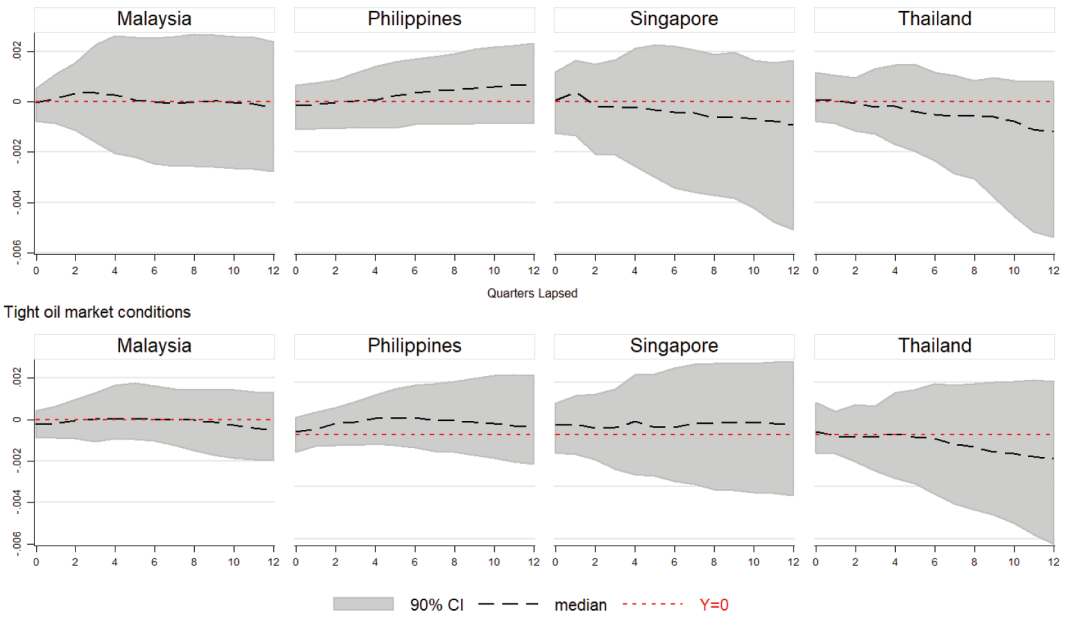 Malaysia Philippines Singapore Thailand
.002
0
-.002
-.004
-.006
0 2 4 6 8 10 12 0 2 4 6 8 10 12 0 2 4 6 8 10 12 0 2 4 6 8 10 12
Quarters Lapsed
Tight oil market conditions
Malaysia Philippines Singapore Thailand
.002
0
-.002
-.004
-.006
0 2 4 6 8 10 12 0 2 4 6 8 10 12 0 2 4 6 8 10 12 0 2 4 6 8 10 12
90% CI median Y=0